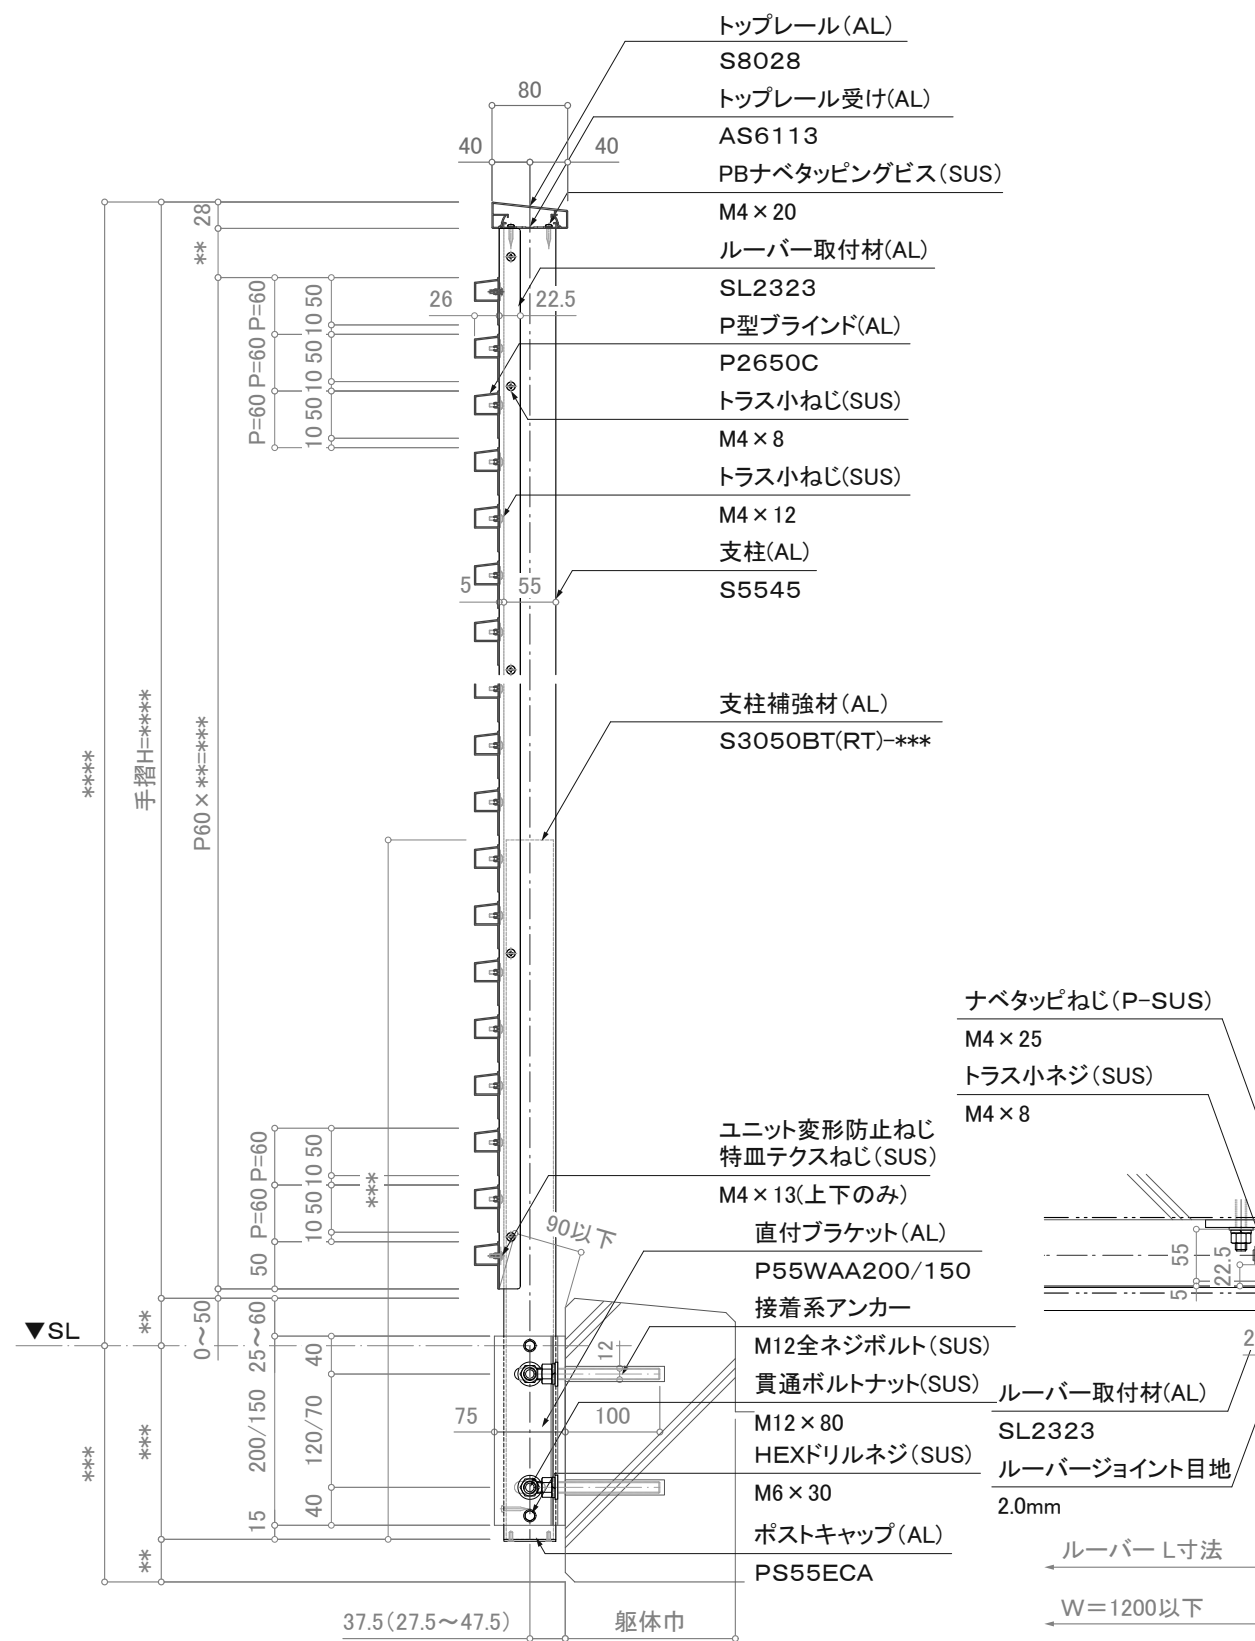 トップレール(AL)
S8028
トップレール受け(AL)
AS6113
PBナベタッピングビス(SUS)
M4×20
ルーバー取付材(AL)
SL2323
P型ブラインド(AL)
P2650C
トラス小ねじ(SUS)
M4×8
トラス小ねじ(SUS)
M4×12
支柱(AL)
S5545
支柱補強材(AL)
S3050BT(RT)-***
ナベタッピねじ(P-SUS)
M4×25
トラス小ネジ(SUS)
M4×8
ユニット変形防止ねじ
特皿テクスねじ(SUS)
M4×13(上下のみ)
直付ブラケット(AL)
P55WAA200/150
接着系アンカー
M12全ネジボルト(SUS)
貫通ボルトナット(SUS)
M12×80
HEXドリルネジ(SUS)
M6×30
ポストキャップ(AL)
PS55ECA
ルーバー取付材(AL)
SL2323
ルーバージョイント目地
2.0mm
ルーバー L寸法
W=1200以下
80
40
40
28
**
26
22.5
P=60
P=60
P=60
10 50
10 50
10 50
5
55
****
手摺H=****
P60×**=****
***
P=60
P=60
10 50
10 50
50
90以下
▼SL
**
0～50
25～60
40
12
75
100
***
***
200/150
120/70
15
40
**
37.5(27.5～47.5)
躯体巾
55
22.5
5
2